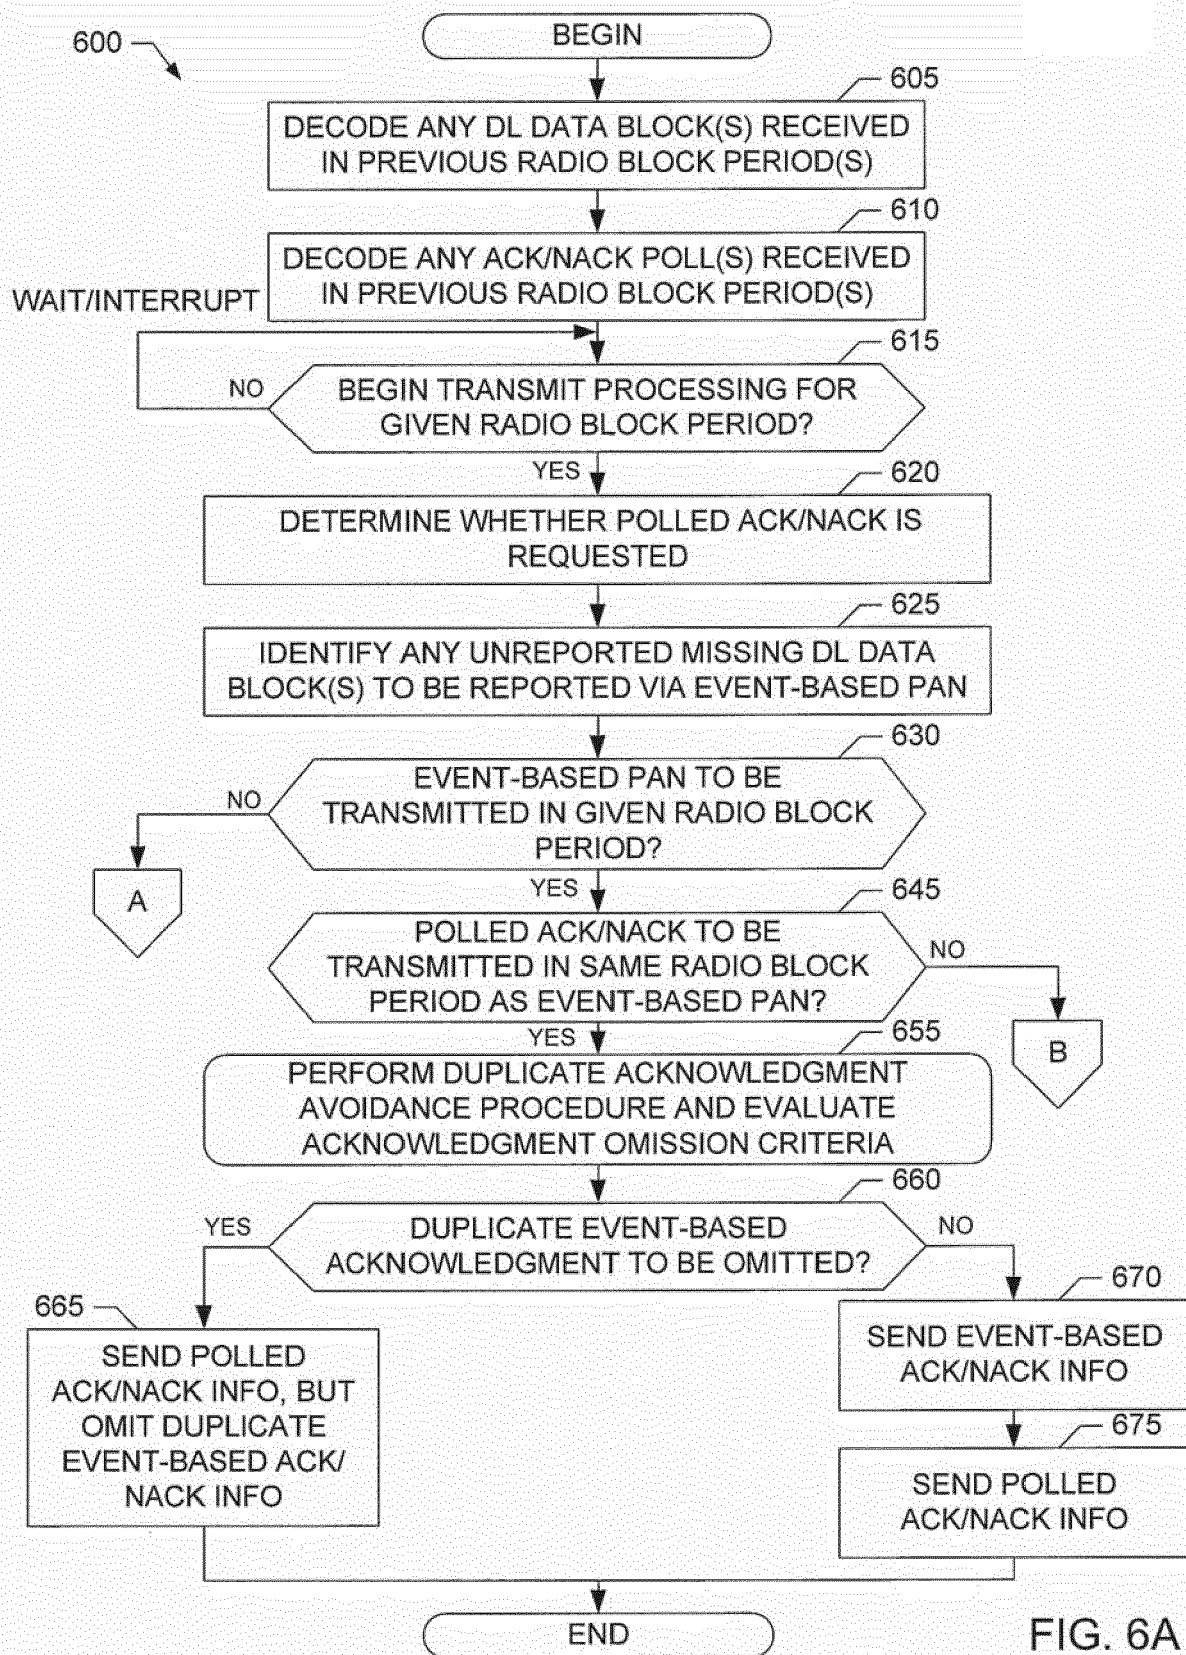 BEGIN
600
605
DECODE ANY DL DATA BLOCK(S) RECEIVED
IN PREVIOUS RADIO BLOCK PERIOD(S)
610
DECODE ANY ACK/NACK POLL(S) RECEIVED
IN PREVIOUS RADIO BLOCK PERIOD(S)
WAIT/INTERRUPT
615
NO
BEGIN TRANSMIT PROCESSING FOR
GIVEN RADIO BLOCK PERIOD?
YES
620
DETERMINE WHETHER POLLED ACK/NACK IS
REQUESTED
625
IDENTIFY ANY UNREPORTED MISSING DL DATA
BLOCK(S) TO BE REPORTED VIA EVENT-BASED PAN
630
NO
EVENT-BASED PAN TO BE
TRANSMITTED IN GIVEN RADIO BLOCK
PERIOD?
A
YES
645
POLLED ACK/NACK TO BE
TRANSMITTED IN SAME RADIO BLOCK
PERIOD AS EVENT-BASED PAN?
NO
B
YES
655
PERFORM DUPLICATE ACKNOWLEDGMENT
AVOIDANCE PROCEDURE AND EVALUATE
ACKNOWLEDGMENT OMISSION CRITERIA
660
YES
DUPLICATE EVENT-BASED
ACKNOWLEDGMENT TO BE OMITTED?
NO
665
SEND POLLED
ACK/NACK INFO, BUT
OMIT DUPLICATE
EVENT-BASED ACK/
NACK INFO
670
SEND EVENT-BASED
ACK/NACK INFO
675
SEND POLLED
ACK/NACK INFO
END
FIG. 6A